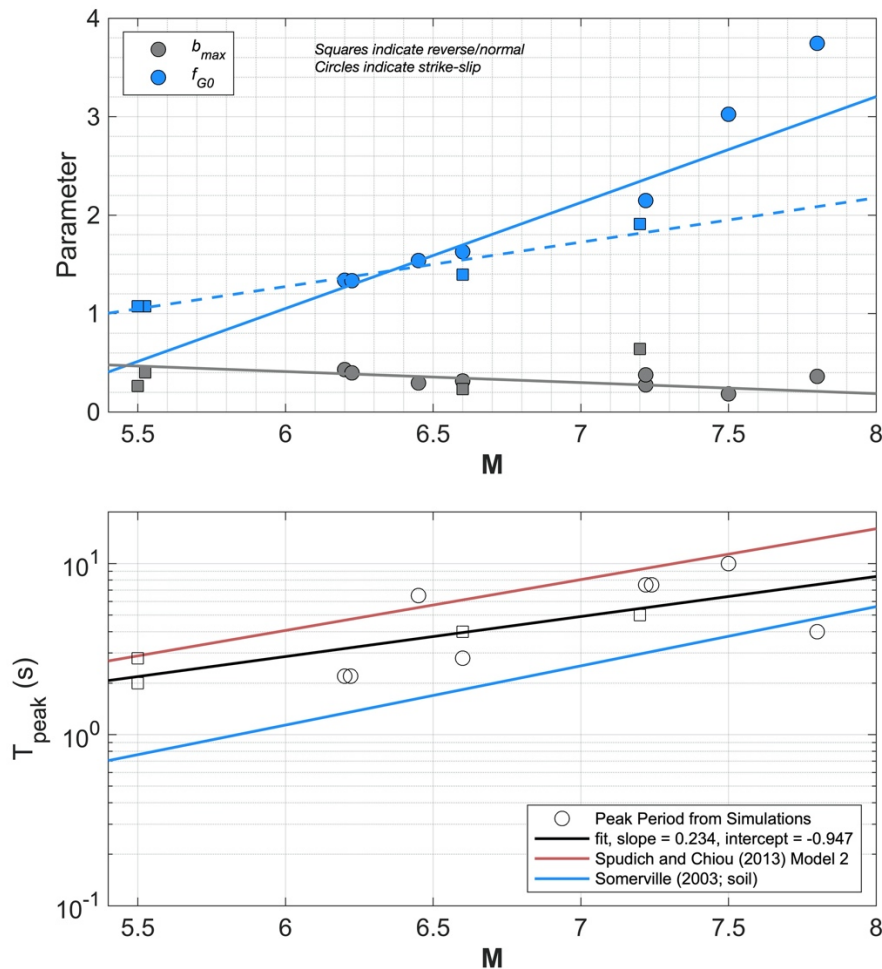 4
3
2
1
0
Parameter
b_max
f_G0
Squares indicate reverse/normal
Circles indicate strike-slip
5.5 6 6.5 7 7.5 8
M
10^1
10^0
10^-1
T_peak (s)
Peak Period from Simulations
fit, slope = 0.234, intercept = -0.947
Spudich and Chiou (2013) Model 2
Somerville (2003; soil)
5.5 6 6.5 7 7.5 8
M